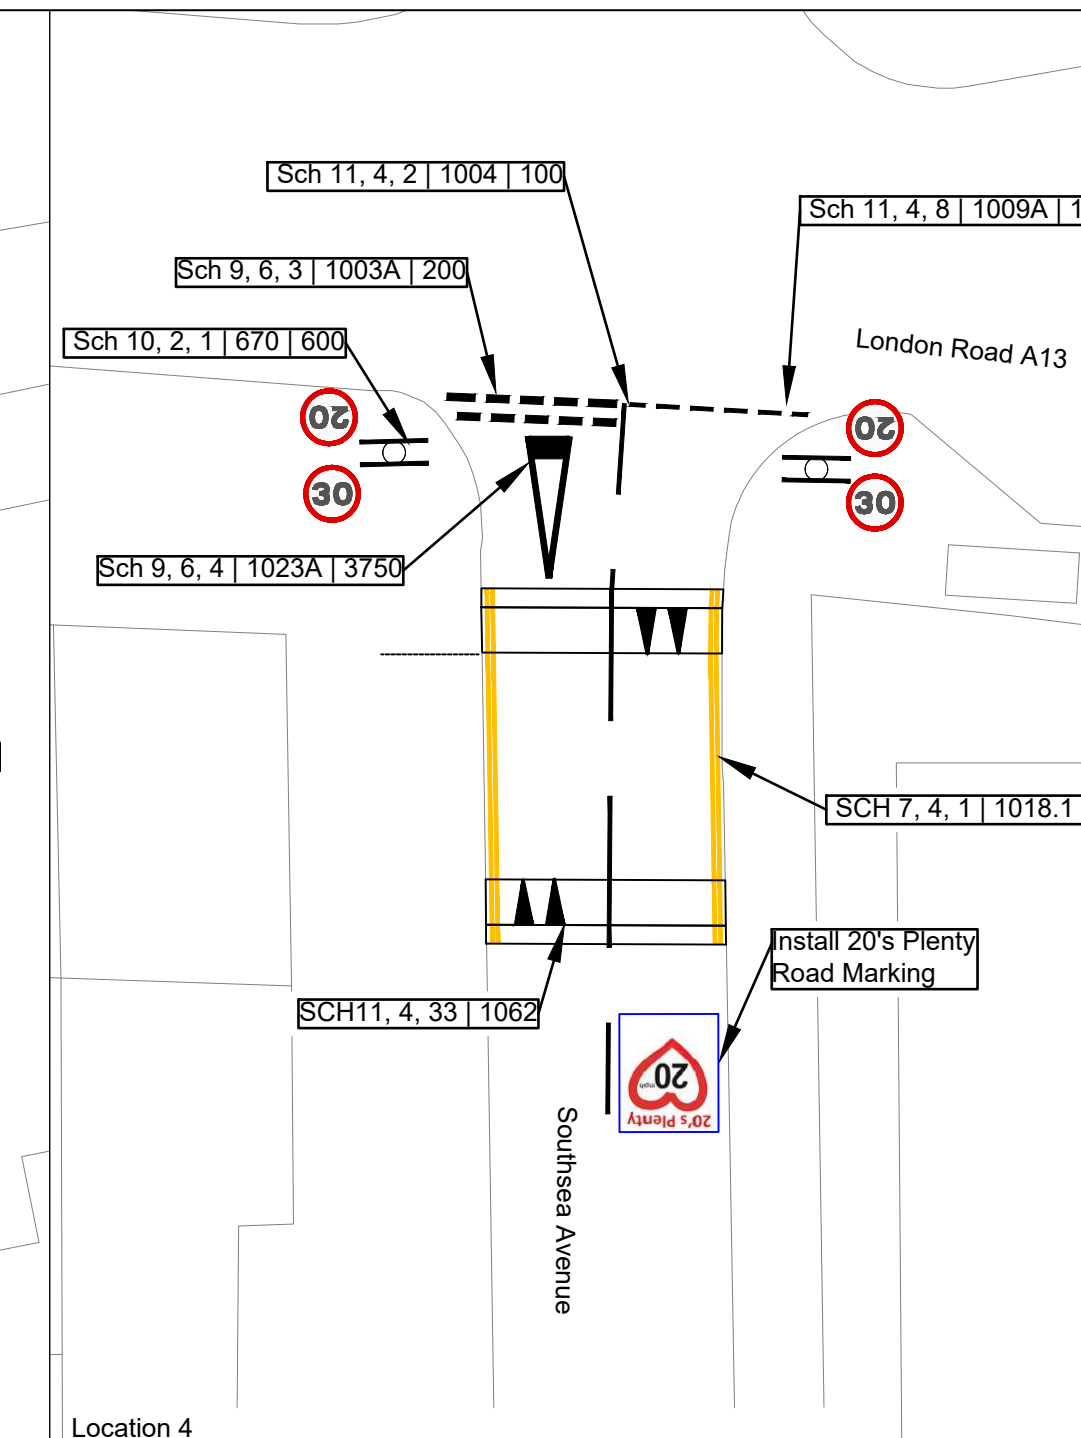 Sch 11, 4, 2 | 1004 | 100
Sch 11, 4, 8 | 1009A | 1
Sch 9, 6, 3 | 1003A | 200
Sch 10, 2, 1 | 670 | 600
London Road A13
20
20
30
30
Sch 9, 6, 4 | 1023A | 3750
SCH 7, 4, 1 | 1018.1
Install 20's Plenty
Road Marking
SCH11, 4, 33 | 1062
20 mph
20's Plenty
Southsea Avenue
Location 4